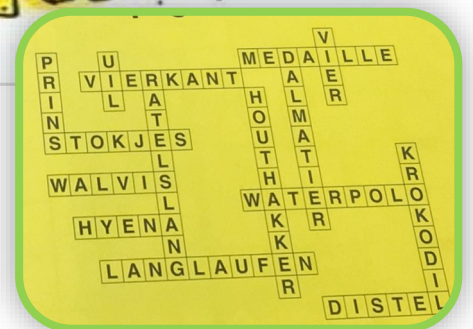 PRINS
UIL
VIERKANT
MEDAILLE
VIER
RATELSLANG
HOUTHAKKER
DALMATIER
STOKJES
WALVIS
WATERPOLO
KROKODIL
HYENA
LANGLAUFEN
DISTEL